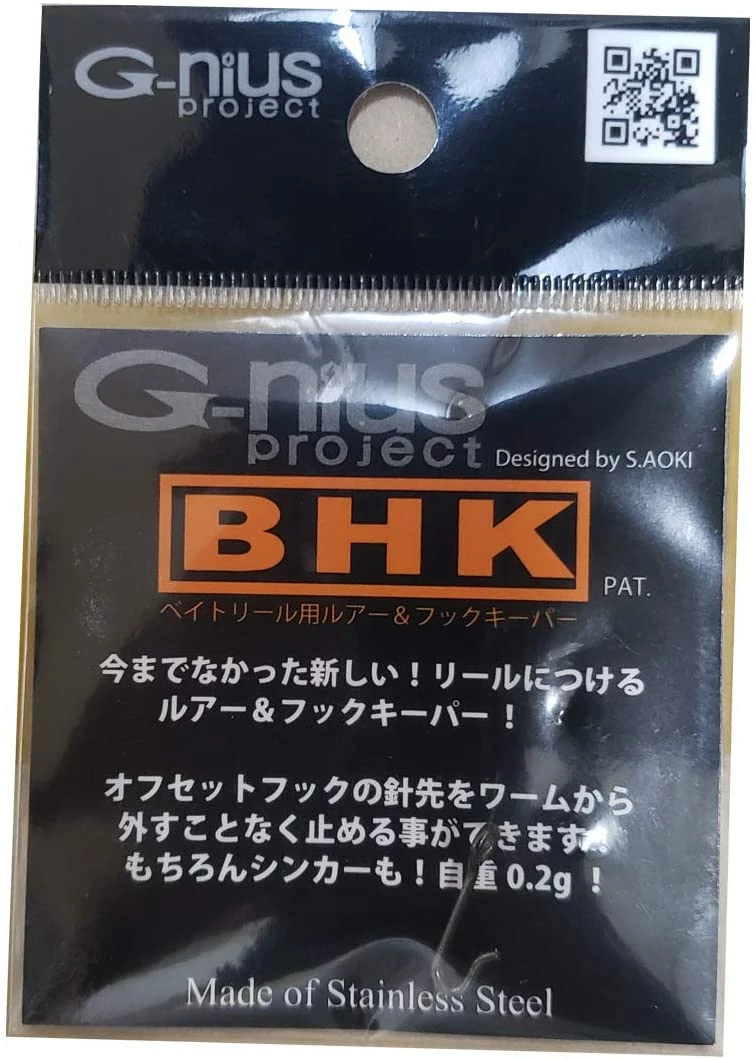 G-nius
project
G-nius
project
Designed by S.AOKI
BHK
PAT.
ベイトリール用ルアー＆フックキーパー
今までなかった新しい！リールにつける
ルアー＆フックキーパー！
オフセットフックの針先をワームから
外すことなく止める事ができます！
もちろんシンカーも！自重 0.2g ！
Made of Stainless Steel